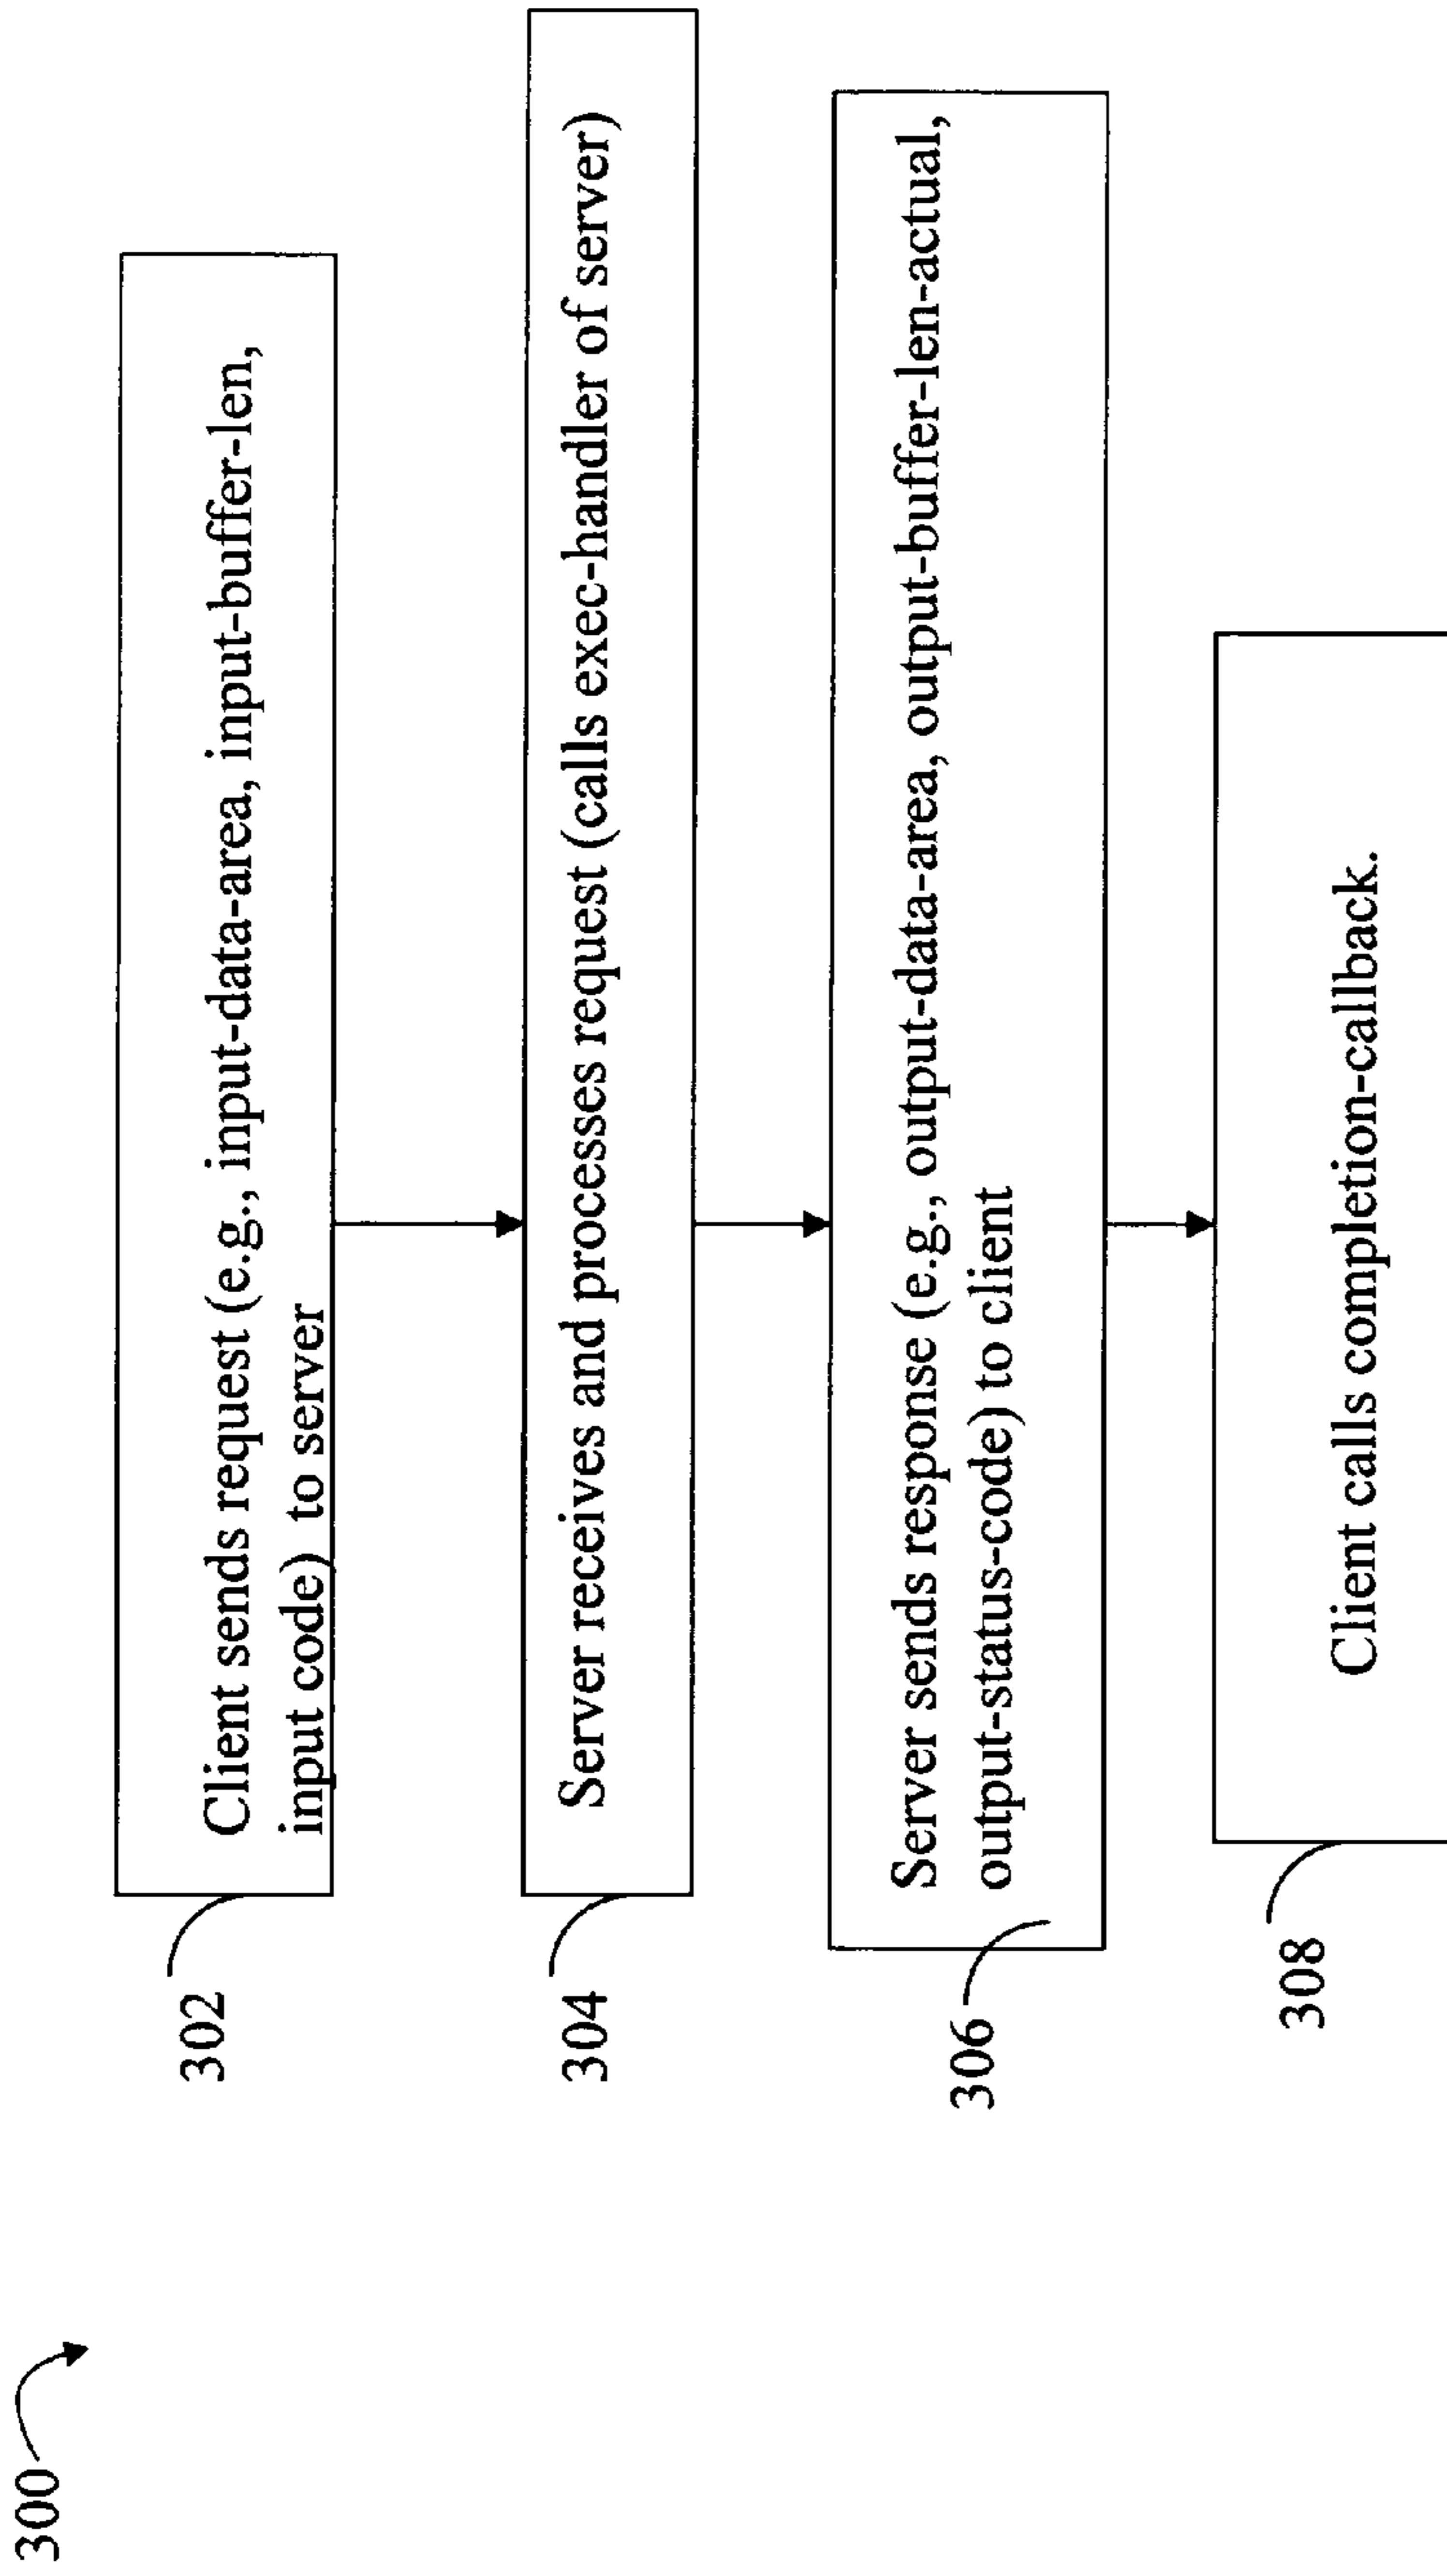 300
302
Client sends request (e.g., input-data-area, input-buffer-len,
input code) to server
304
Server receives and processes request (calls exec-handler of server)
306
Server sends response (e.g., output-data-area, output-buffer-len-actual,
output-status-code) to client
308
Client calls completion-callback.